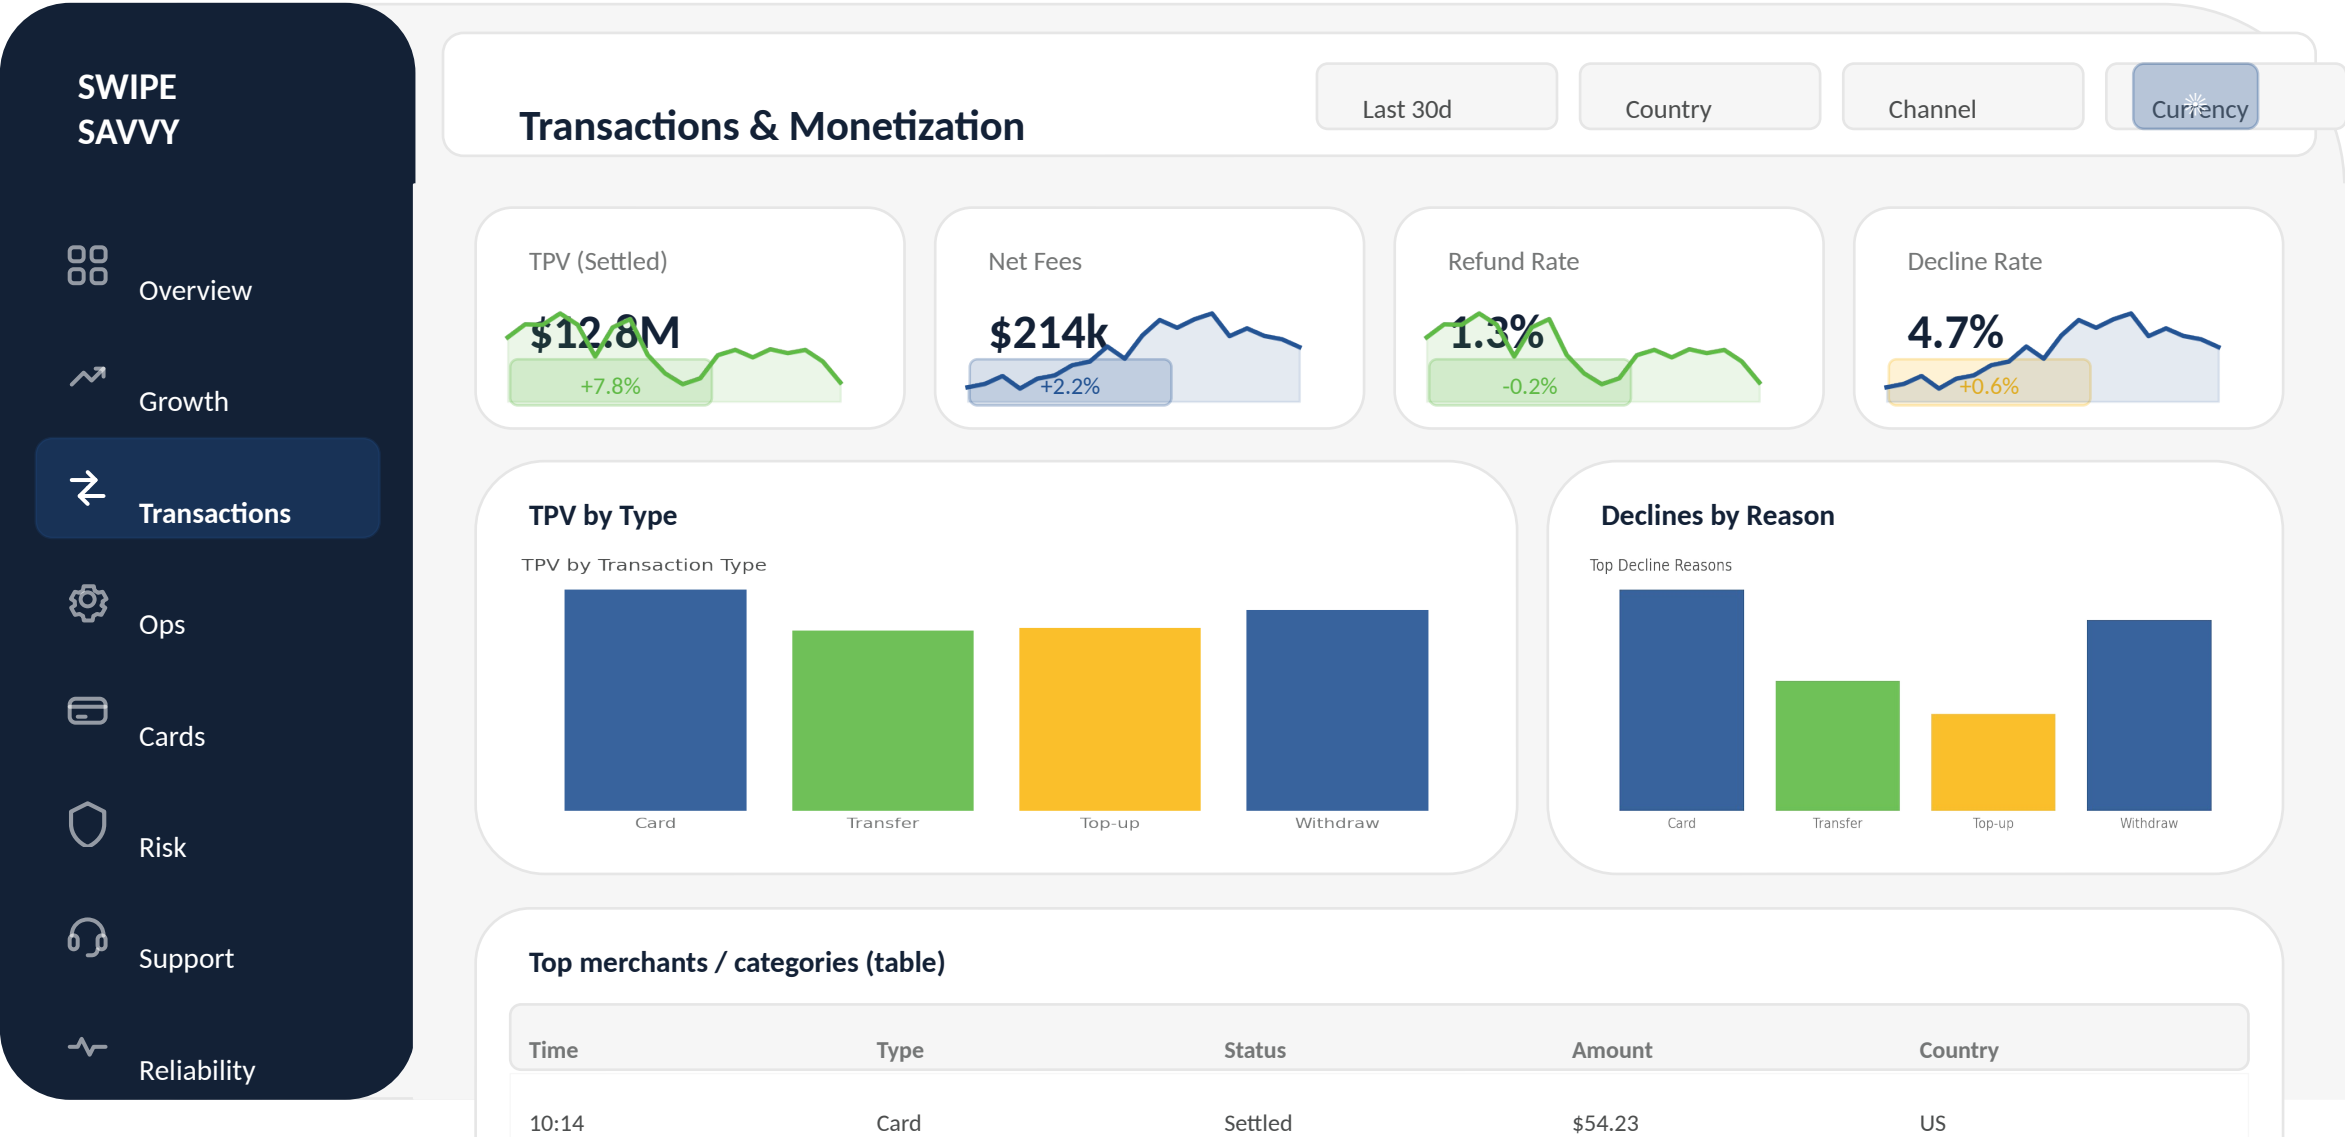 SWIPE
SAVVY
Overview
Growth
Transactions
Ops
Cards
Risk
Support
Reliability
Transactions & Monetization
Last 30d
Country
Channel
Currency
TPV (Settled)
$12.8M
+7.8%
Net Fees
$214k
+2.2%
Refund Rate
1.3%
-0.2%
Decline Rate
4.7%
+0.6%
TPV by Type
TPV by Transaction Type
Card Transfer Top-up Withdraw
Declines by Reason
Top Decline Reasons
Card Transfer Top-up Withdraw
Top merchants / categories (table)
Time Type Status Amount Country
10:14 Card Settled $54.23 US